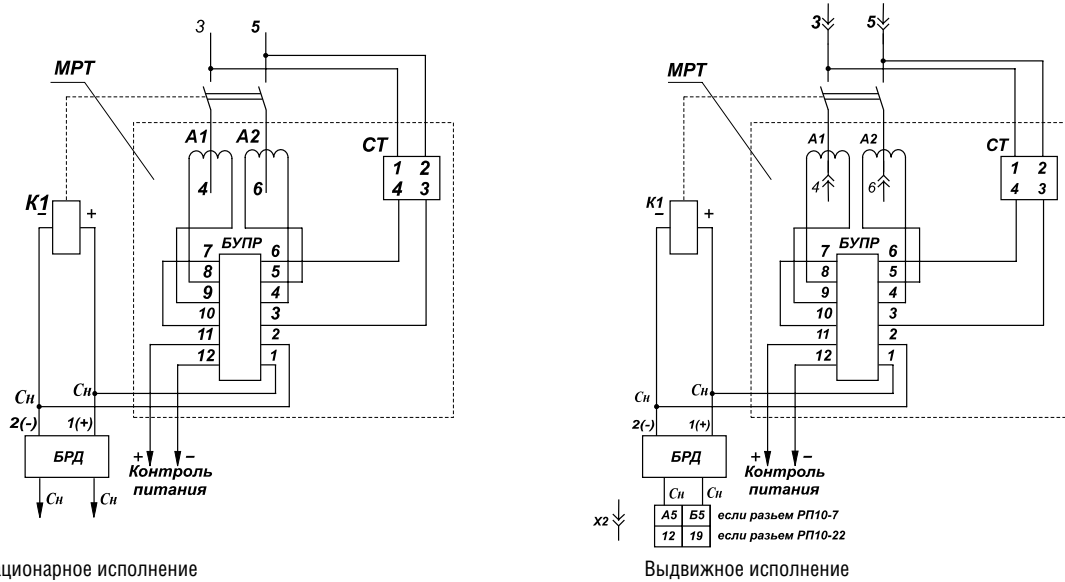 3 5
МРТ
А1 А2
СТ
1 2
4 3
4 6
К1
− +
БУПР
7 6
8 5
9 4
10 3
11 2
12 1
Сн
Сн
2(-) 1(+)
БРД
+ −
Контроль
питания
Сн Сн
ационарное исполнение
3 5
МРТ
А1 А2
СТ
1 2
4 3
4 6
К1
− +
БУПР
7 6
8 5
9 4
10 3
11 2
12 1
Сн
Сн
2(-) 1(+)
БРД
+ −
Контроль
питания
Сн Сн
Х2
А5 Б5 если разьем РП10-7
12 19 если разьем РП10-22
Выдвижное исполнение